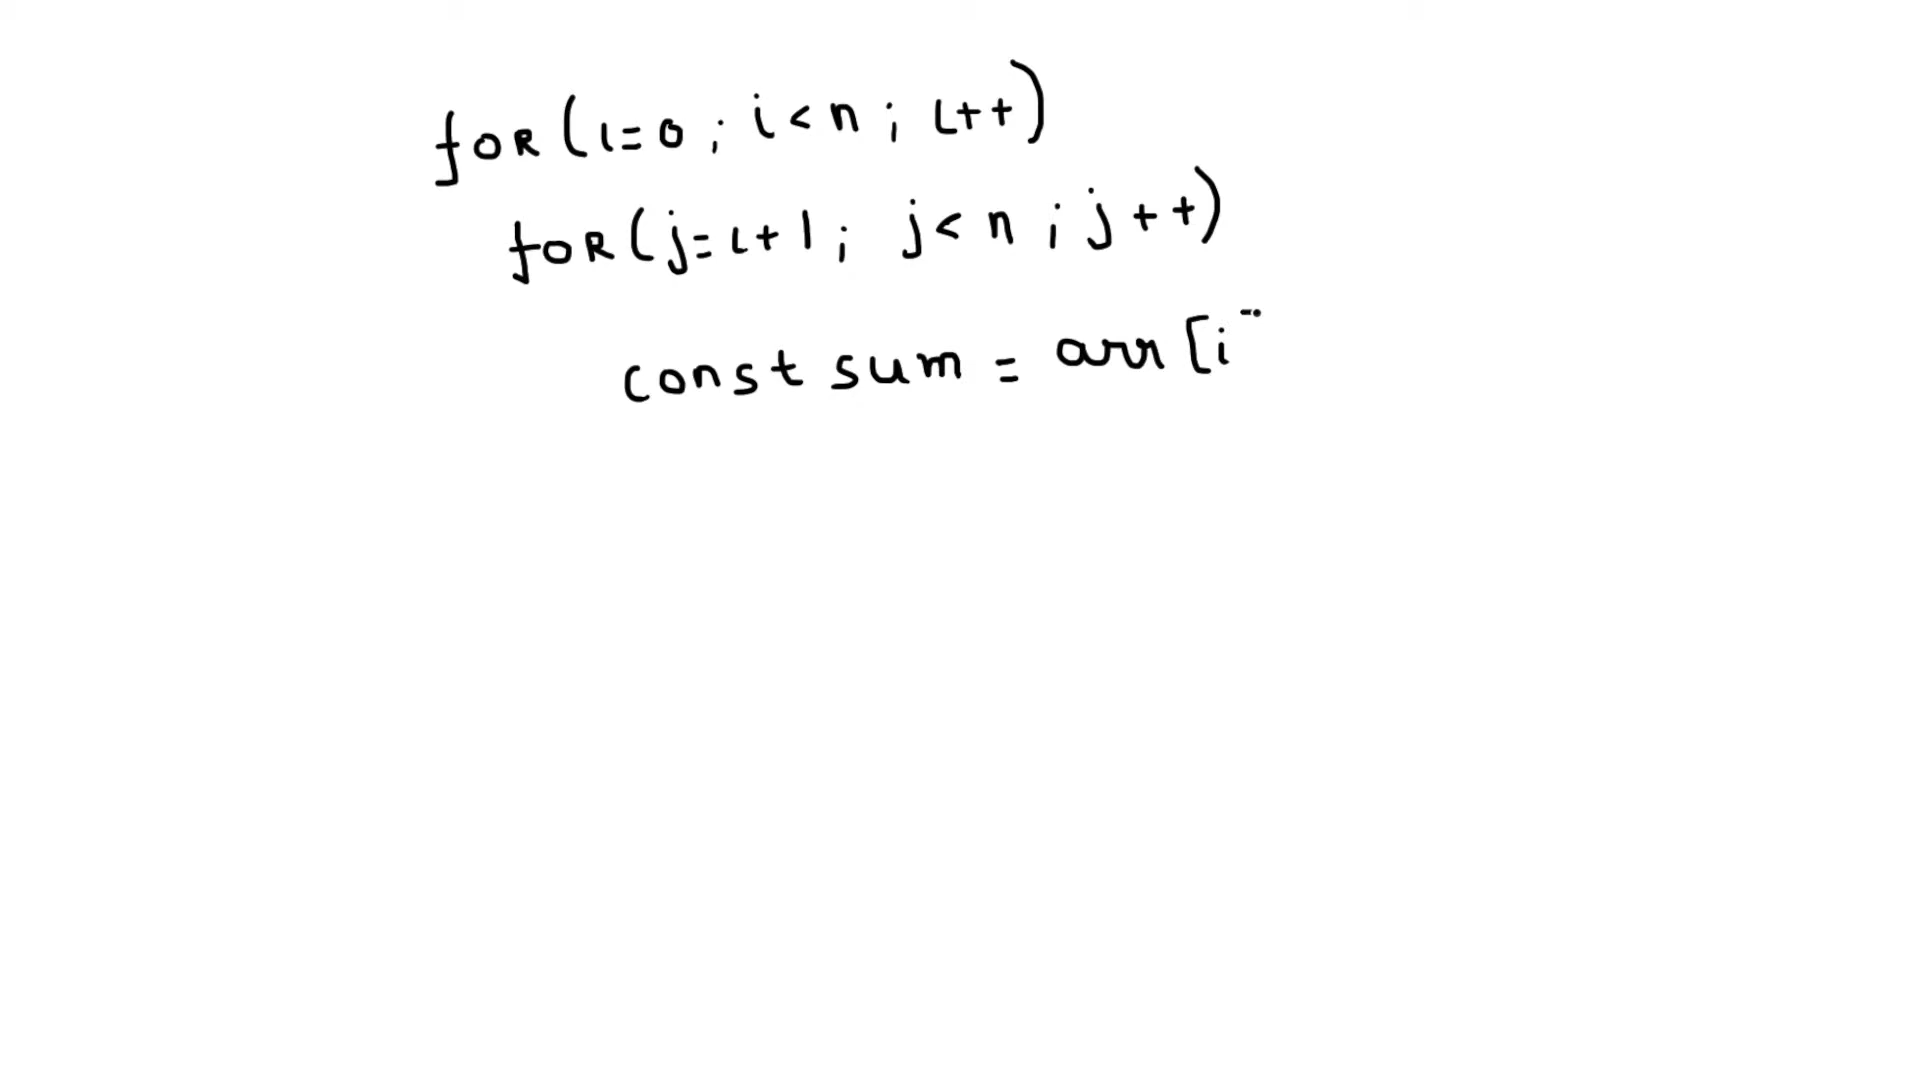 for(i=0; i<n; i++)
for(j=i+1; j<n; j++)
const sum = arr[i